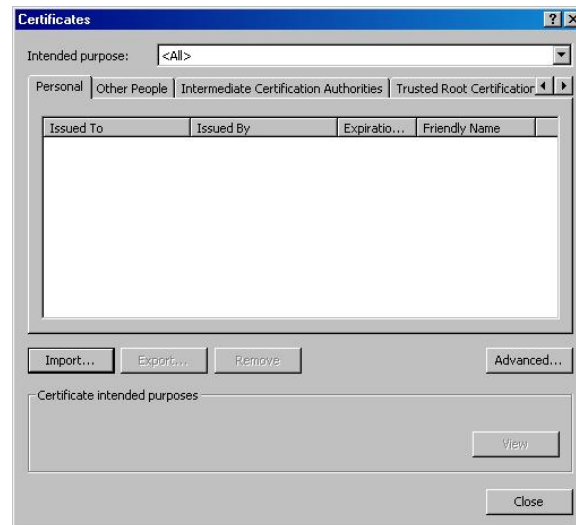 Certificates
Intended purpose: <All>
Personal Other People Intermediate Certification Authorities Trusted Root Certification
Issued To Issued By Expiratio... Friendly Name
Import... Export... Remove Advanced...
Certificate intended purposes
View
Close